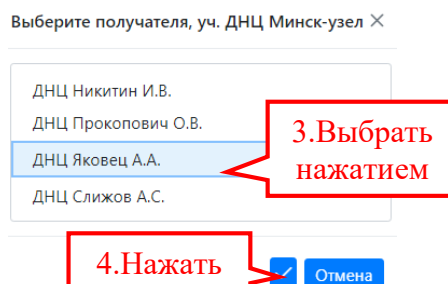 Выберите получателя, уч. ДНЦ Минск-узел
ДНЦ Никитин И.В.
ДНЦ Прокопович О.В.
ДНЦ Яковец А.А.
ДНЦ Слижов А.С.
3.Выбрать
нажатием
4.Нажать
Отмена